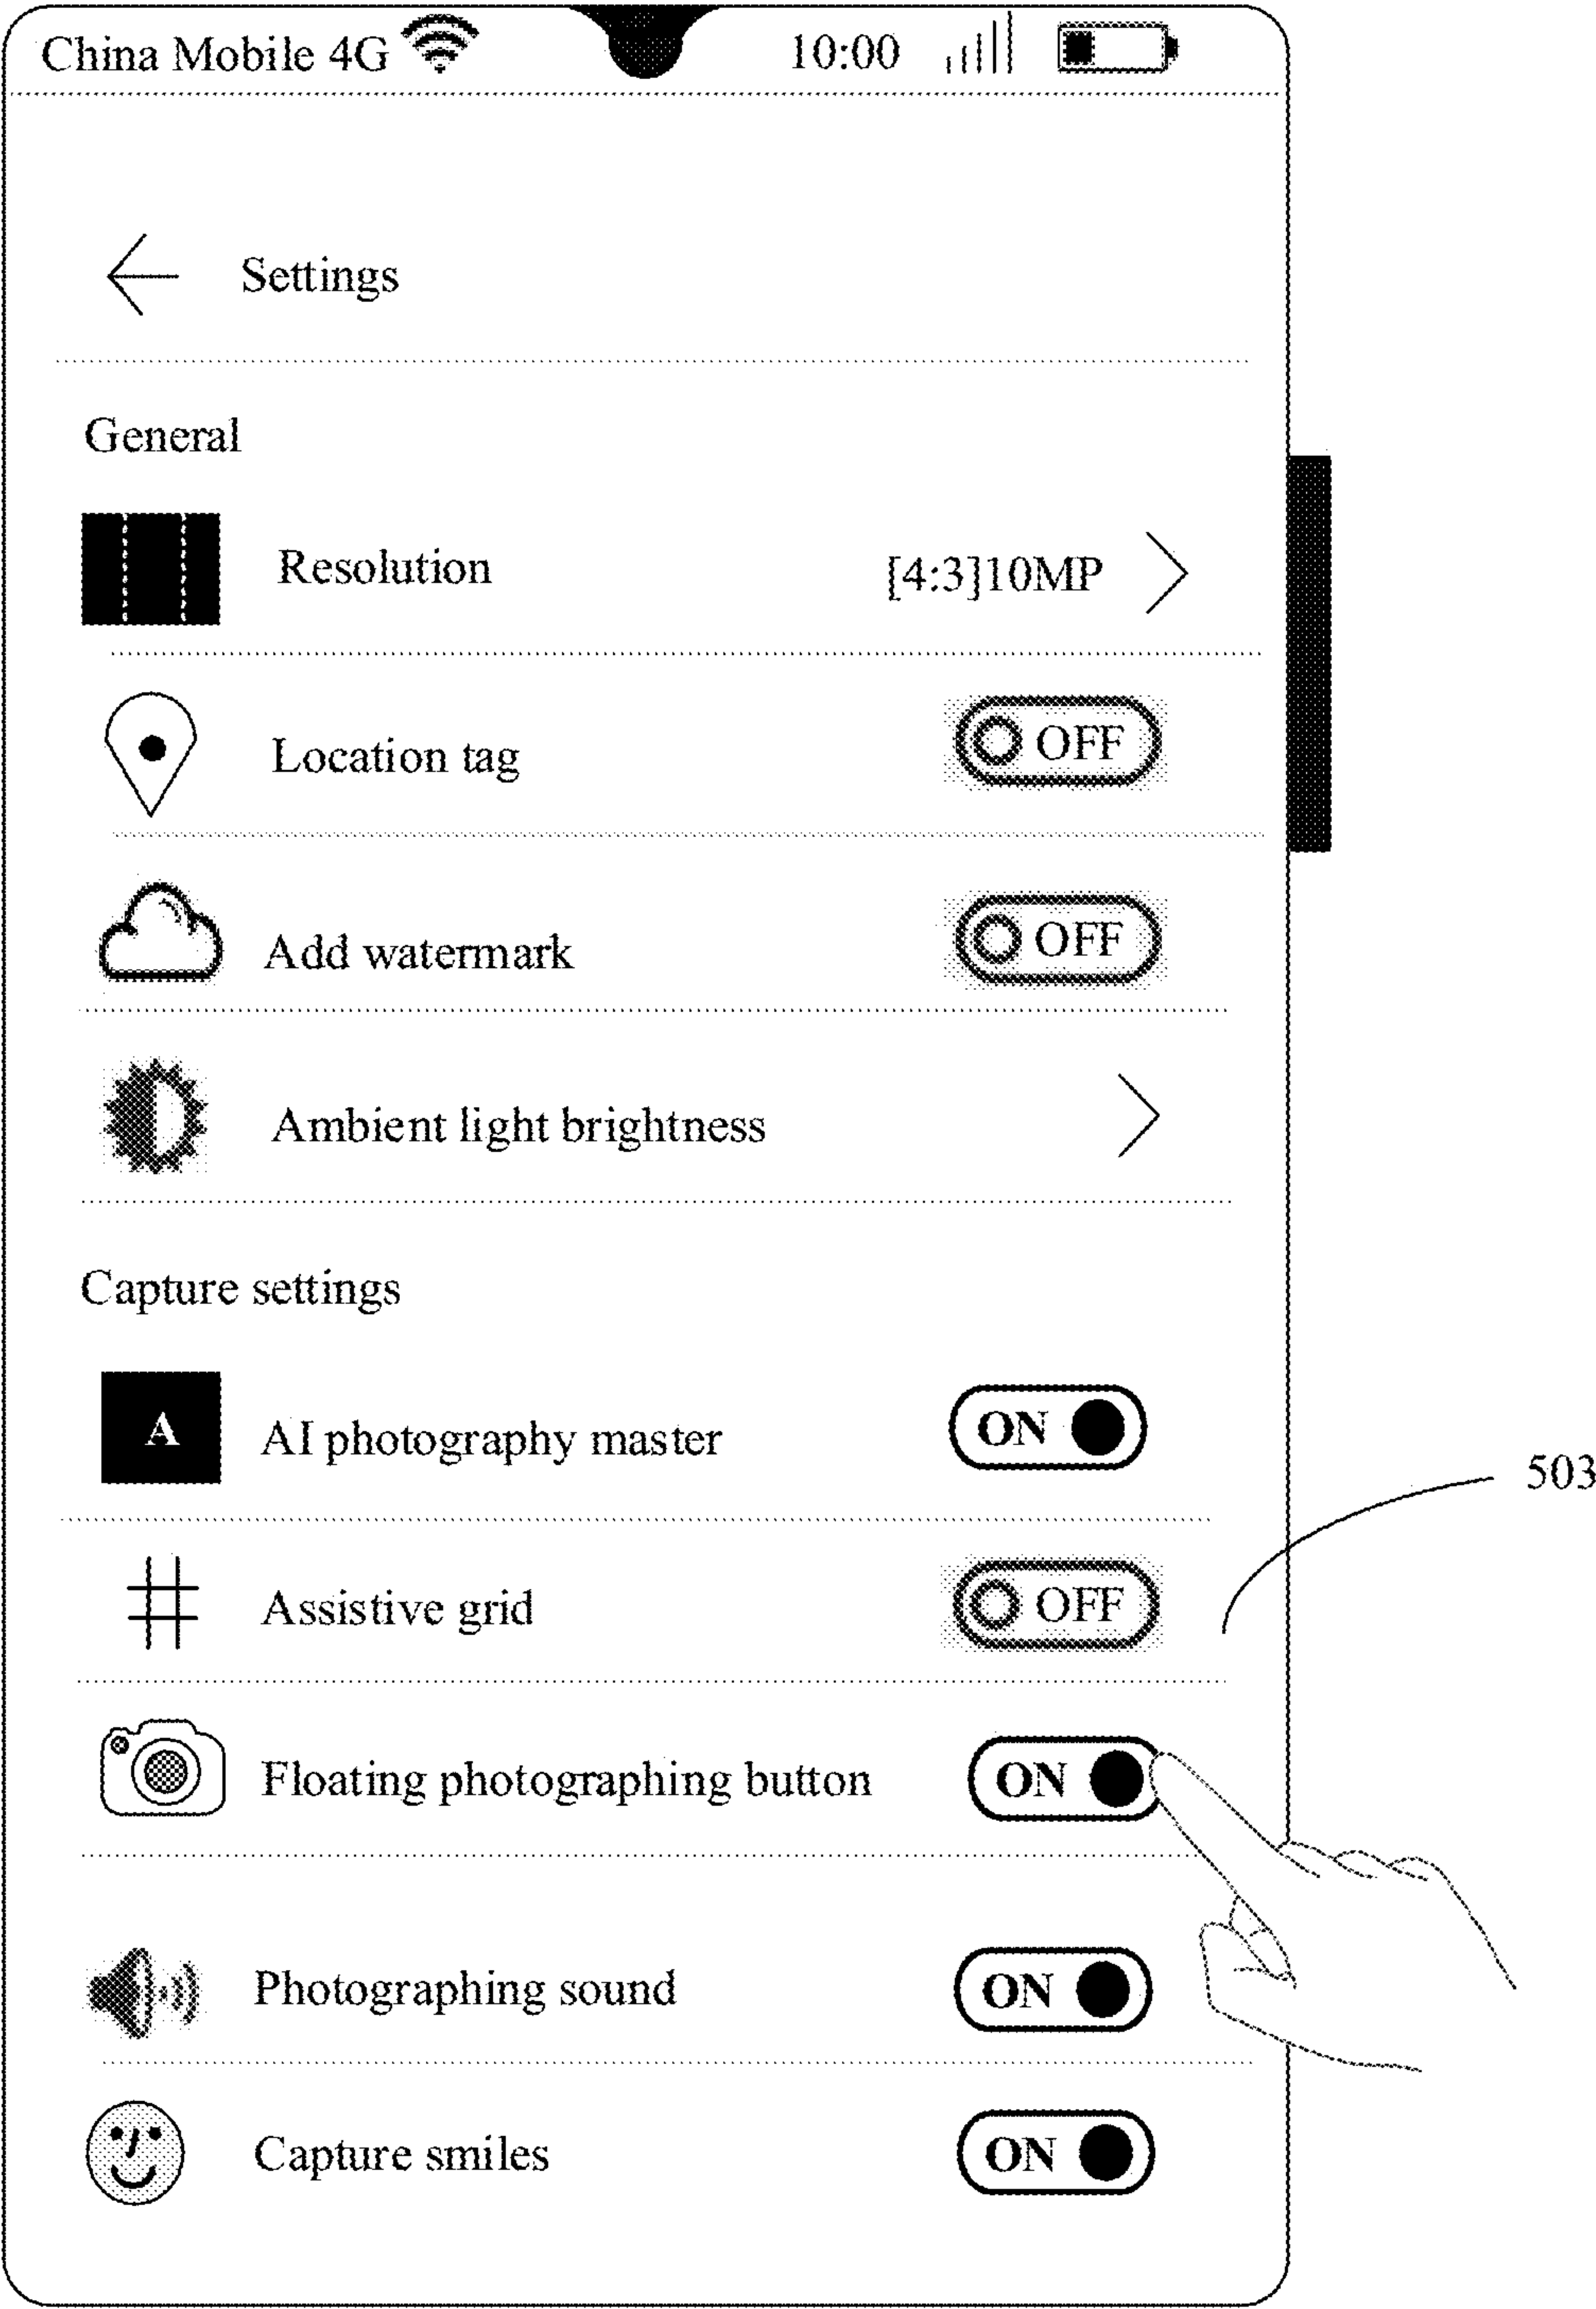 China Mobile 4G 10:00
Settings
General
Resolution [4:3]10MP
Location tag OFF
Add watermark OFF
Ambient light brightness
Capture settings
A AI photography master ON
503
Assistive grid OFF
Floating photographing button ON
Photographing sound ON
Capture smiles ON